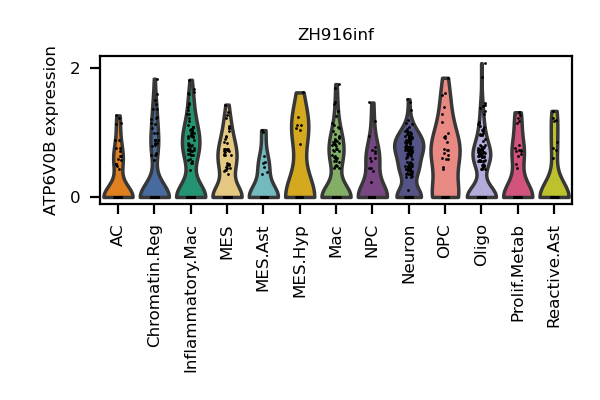 ZH916inf
ATP6V0B expression
2
0
AC
Chromatin.Reg
Inflammatory.Mac
MES
MES.Ast
MES.Hyp
Mac
NPC
Neuron
OPC
Oligo
Prolif.Metab
Reactive.Ast